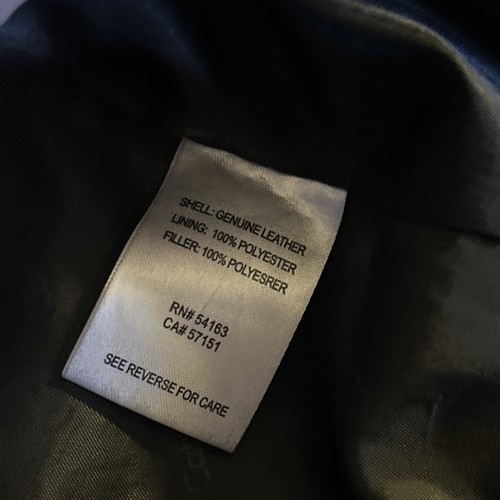 SHELL: GENUINE LEATHER
LINING: 100% POLYESTER
FILLER: 100% POLYESRER
RN# 54163
CA# 57151
SEE REVERSE FOR CARE